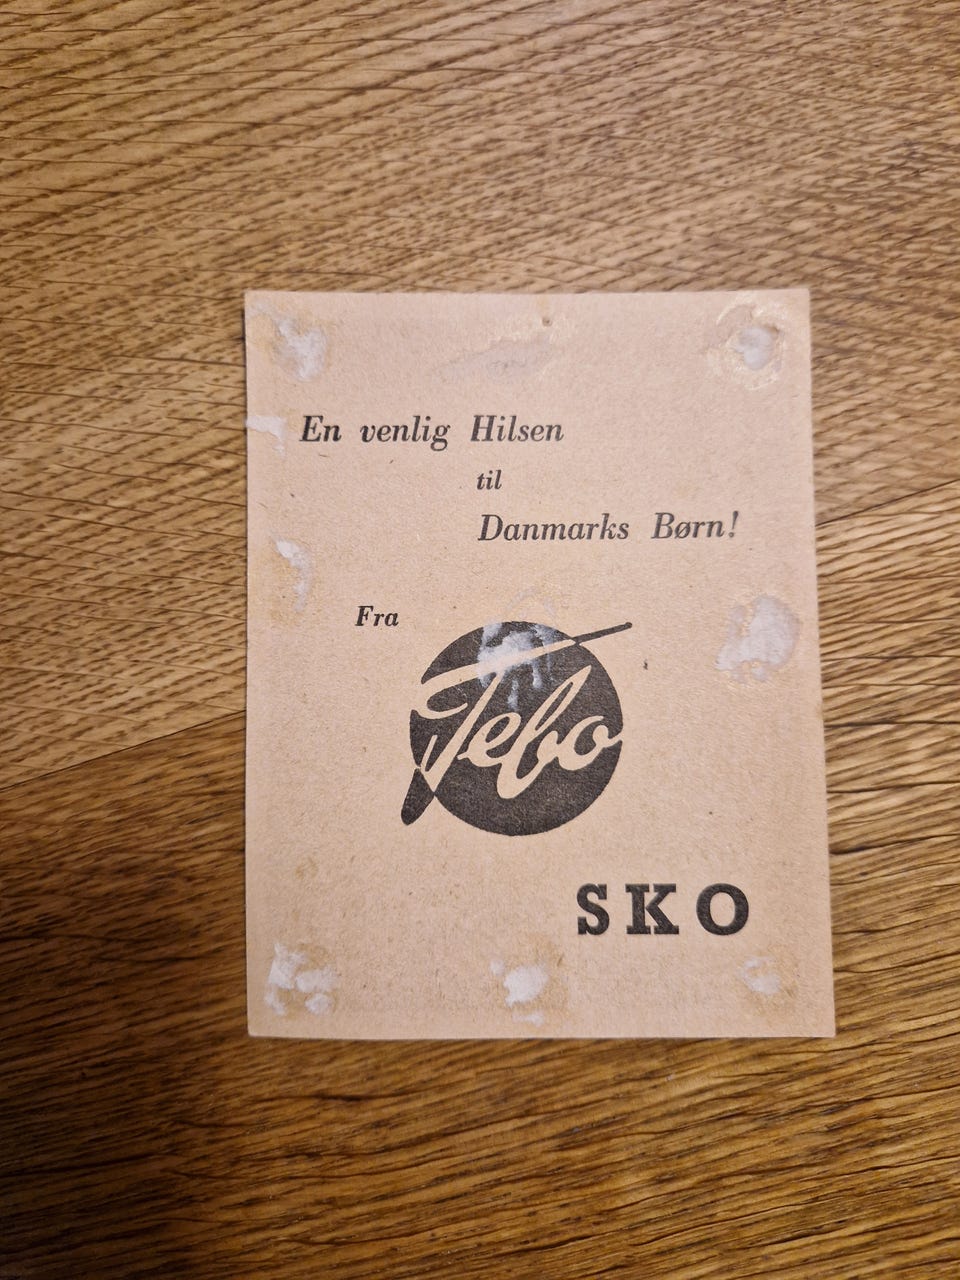 En venlig Hilsen
til
Danmarks Børn!
Fra
Tebo
SKO